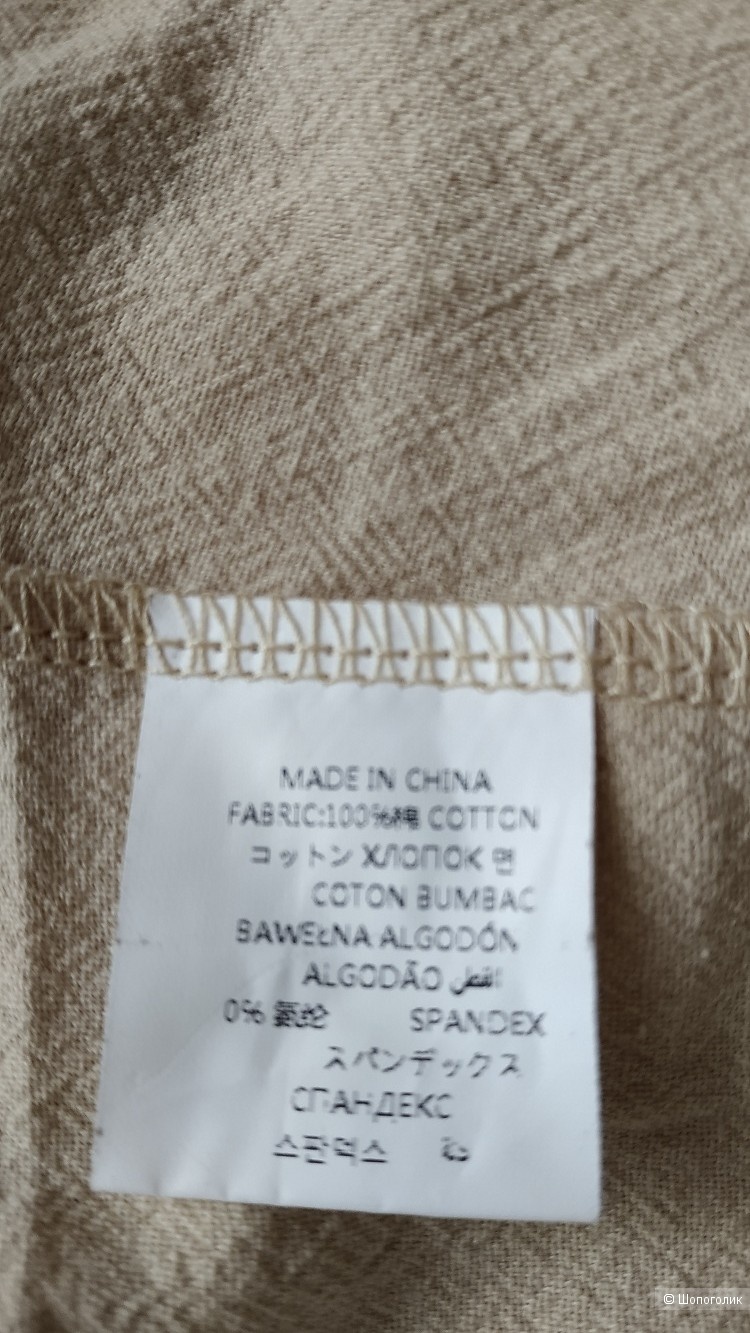 MADE IN CHINA
FABRIC:100%棉 COTTON
コットン ХЛОПОК 면
COTON BUMBAC
BAWEŁNA ALGODÓN
ALGODÃO
0% 氨纶 SPANDEX
スパンデックス
СПАНДЕКС
스판덱스
© Шопоголик